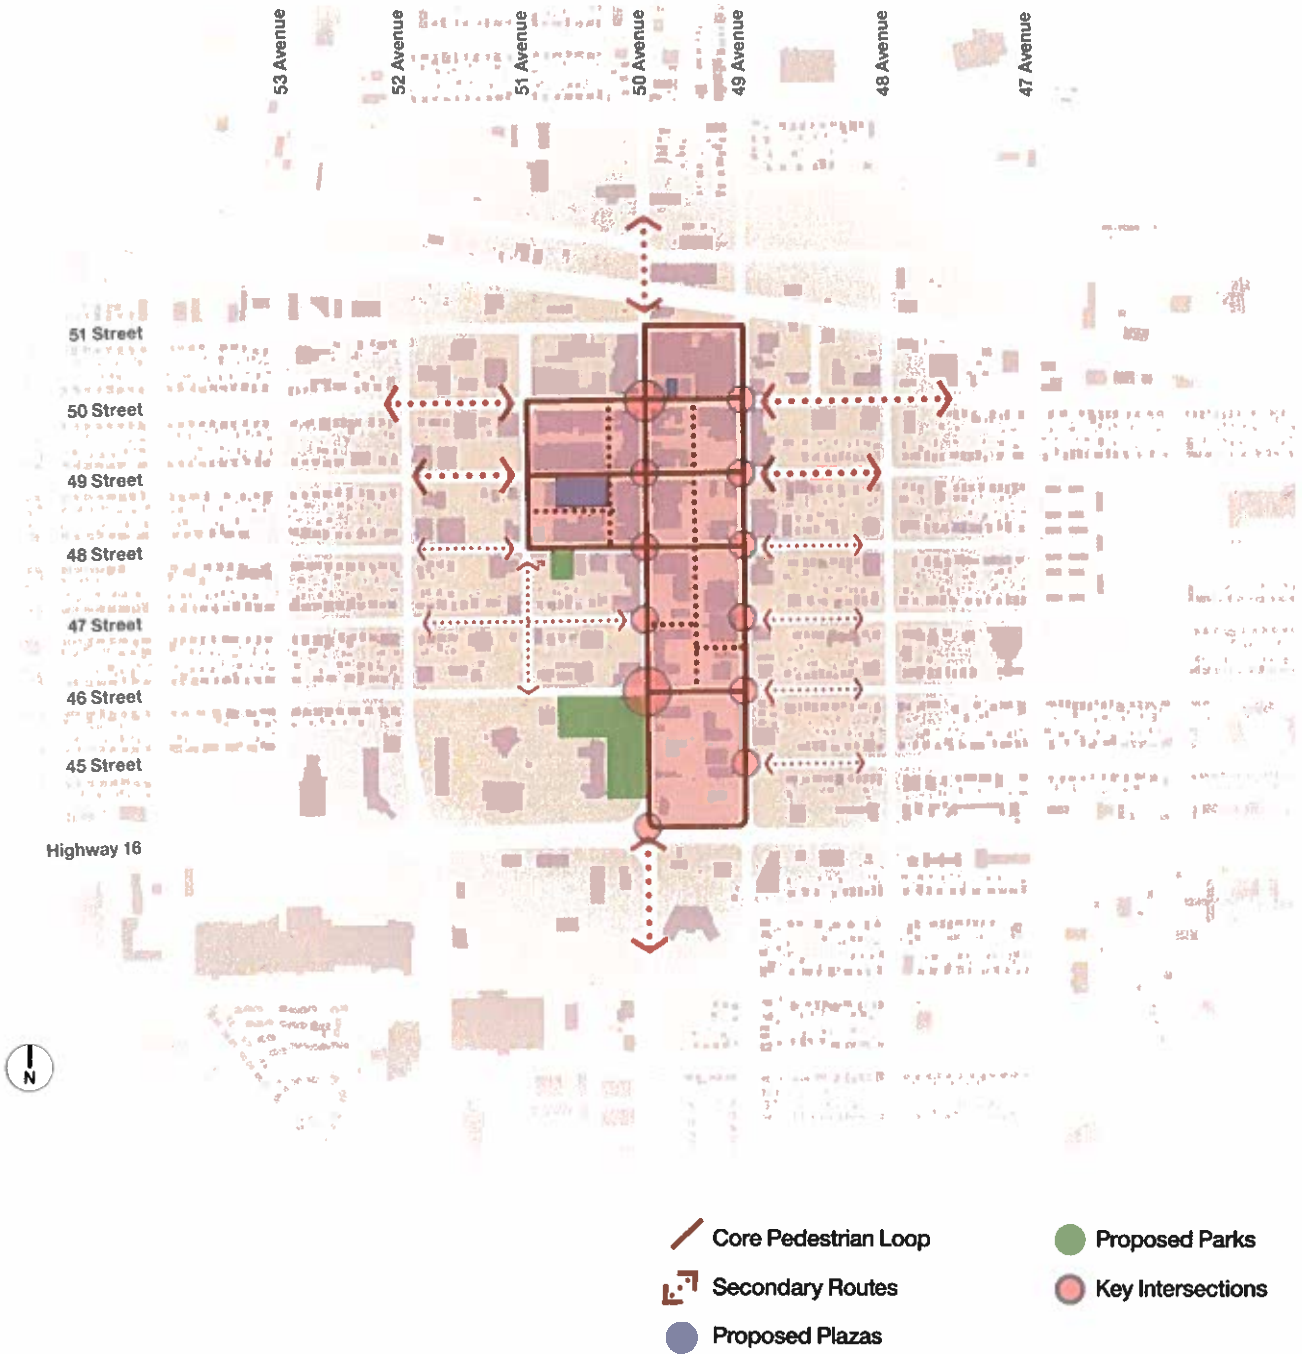 53 Avenue
52 Avenue
51 Avenue
50 Avenue
49 Avenue
48 Avenue
47 Avenue
51 Street
50 Street
49 Street
48 Street
47 Street
46 Street
45 Street
Highway 16
N
Core Pedestrian Loop
Secondary Routes
Proposed Plazas
Proposed Parks
Key Intersections